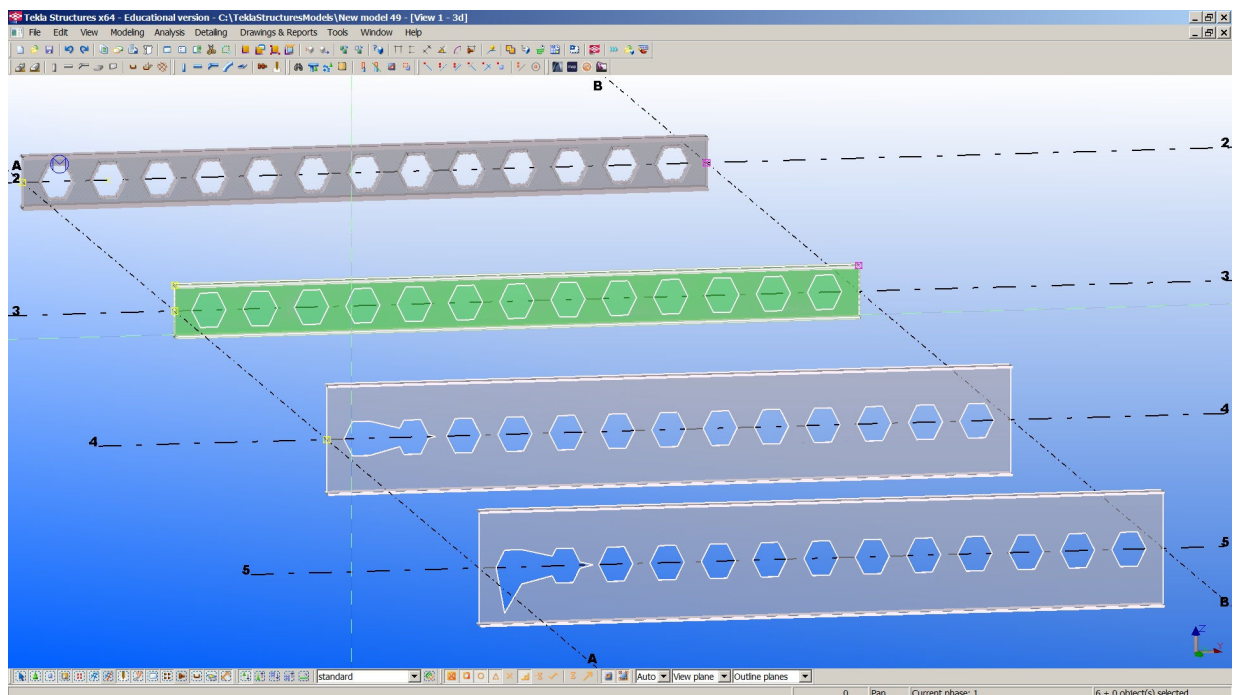 Tekla Structures x64 - Educational version - C:\TeklaStructuresModels\New model 49 - [View 1 - 3d]
File Edit View Modeling Analysis Detailing Drawings & Reports Tools Window Help
B
A
2
2
3
3
4
4
5
5
B
A
Z
standard
Auto
View plane
Outline planes
0 Pan Current phase: 1 6 + 0 object(s) selected